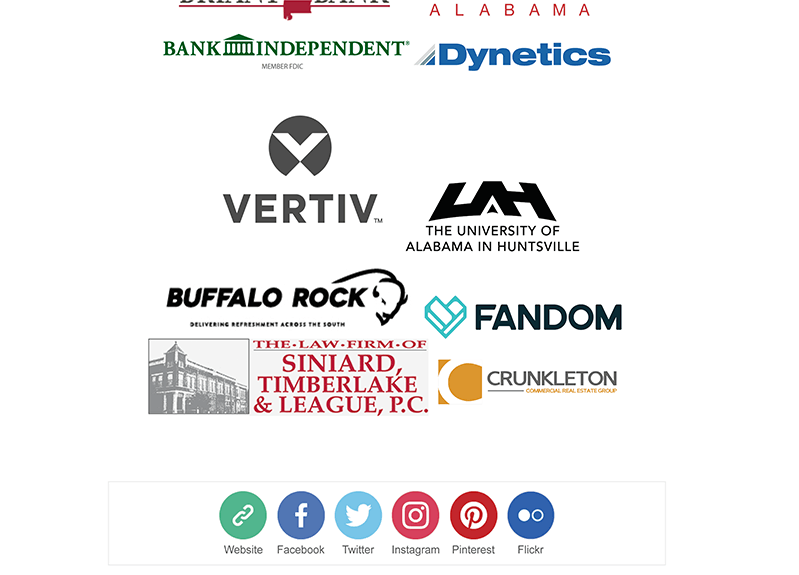 BRYANT BANK
ALABAMA
BANK INDEPENDENT®
MEMBER FDIC
Dynetics
VERTIV™
UAH
THE UNIVERSITY OF
ALABAMA IN HUNTSVILLE
BUFFALO ROCK
DELIVERING REFRESHMENT ACROSS THE SOUTH
FANDOM
THE·LAW·FIRM·OF
SINIARD,
TIMBERLAKE
& LEAGUE, P.C.
CRUNKLETON
COMMERCIAL REAL ESTATE GROUP
Website Facebook Twitter Instagram Pinterest Flickr